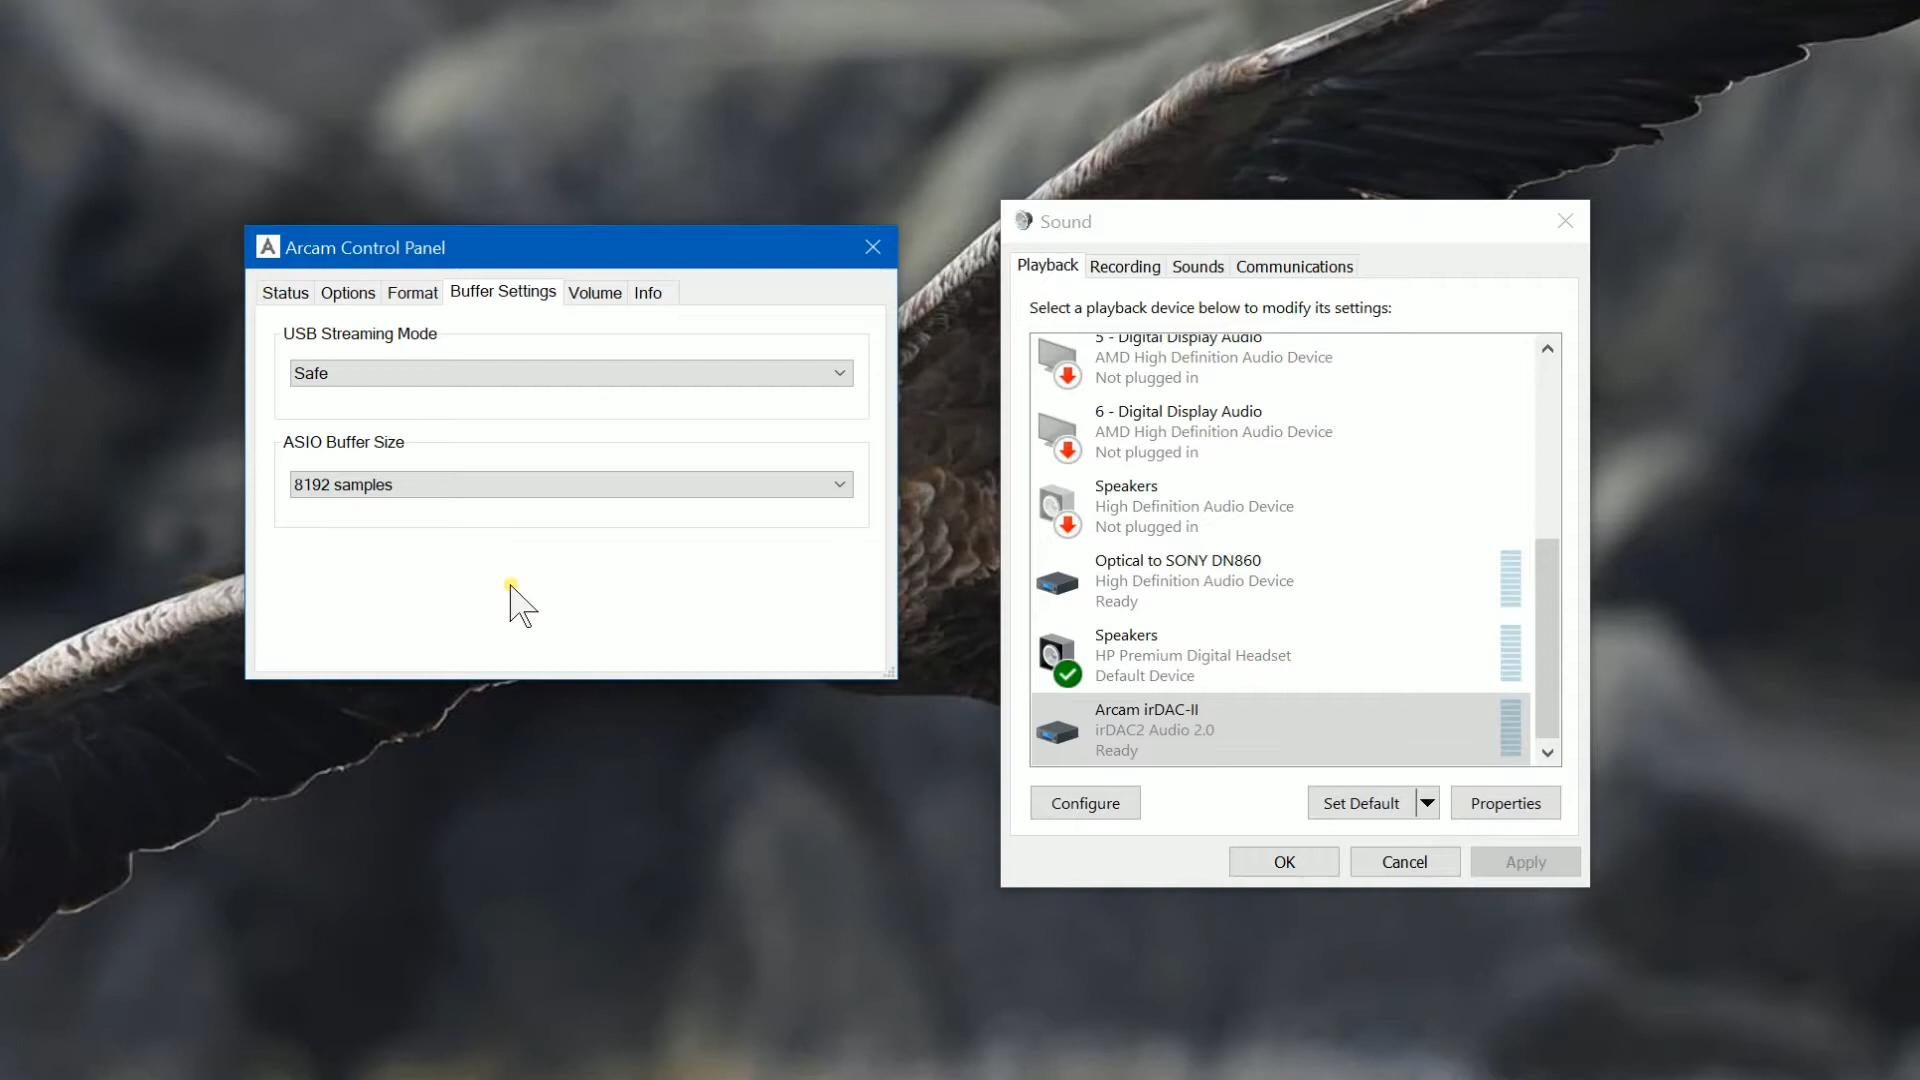 Arcam Control Panel
Status Options Format Buffer Settings Volume Info
USB Streaming Mode
Safe
ASIO Buffer Size
8192 samples
Sound
Playback Recording Sounds Communications
Select a playback device below to modify its settings:
5 - Digital Display Audio
AMD High Definition Audio Device
Not plugged in
6 - Digital Display Audio
AMD High Definition Audio Device
Not plugged in
Speakers
High Definition Audio Device
Not plugged in
Optical to SONY DN860
High Definition Audio Device
Ready
Speakers
HP Premium Digital Headset
Default Device
Arcam irDAC-II
irDAC2 Audio 2.0
Ready
Configure Set Default Properties
OK Cancel Apply